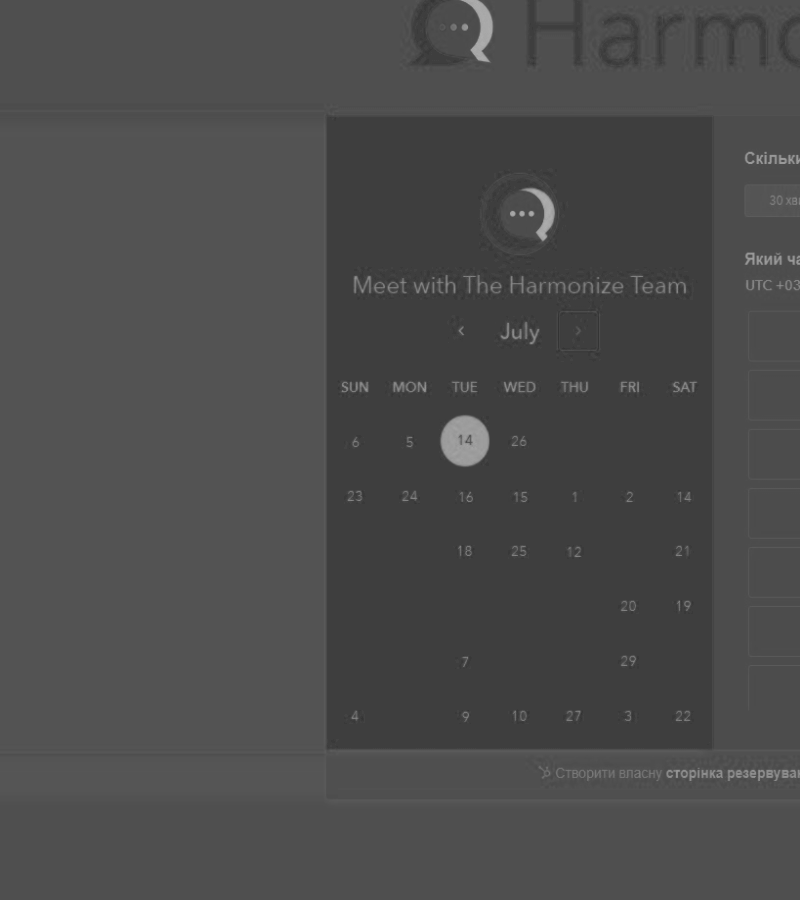 Harmo
Meet with The Harmonize Team
July
SUN MON TUE WED THU FRI SAT
6 5 14 26
23 24 16 15 1 2 14
18 25 12 21
20 19
7 29
4 9 10 27 3 22
Скільки
30 хви
Який ча
UTC +03
Створити власну сторінка резервуван